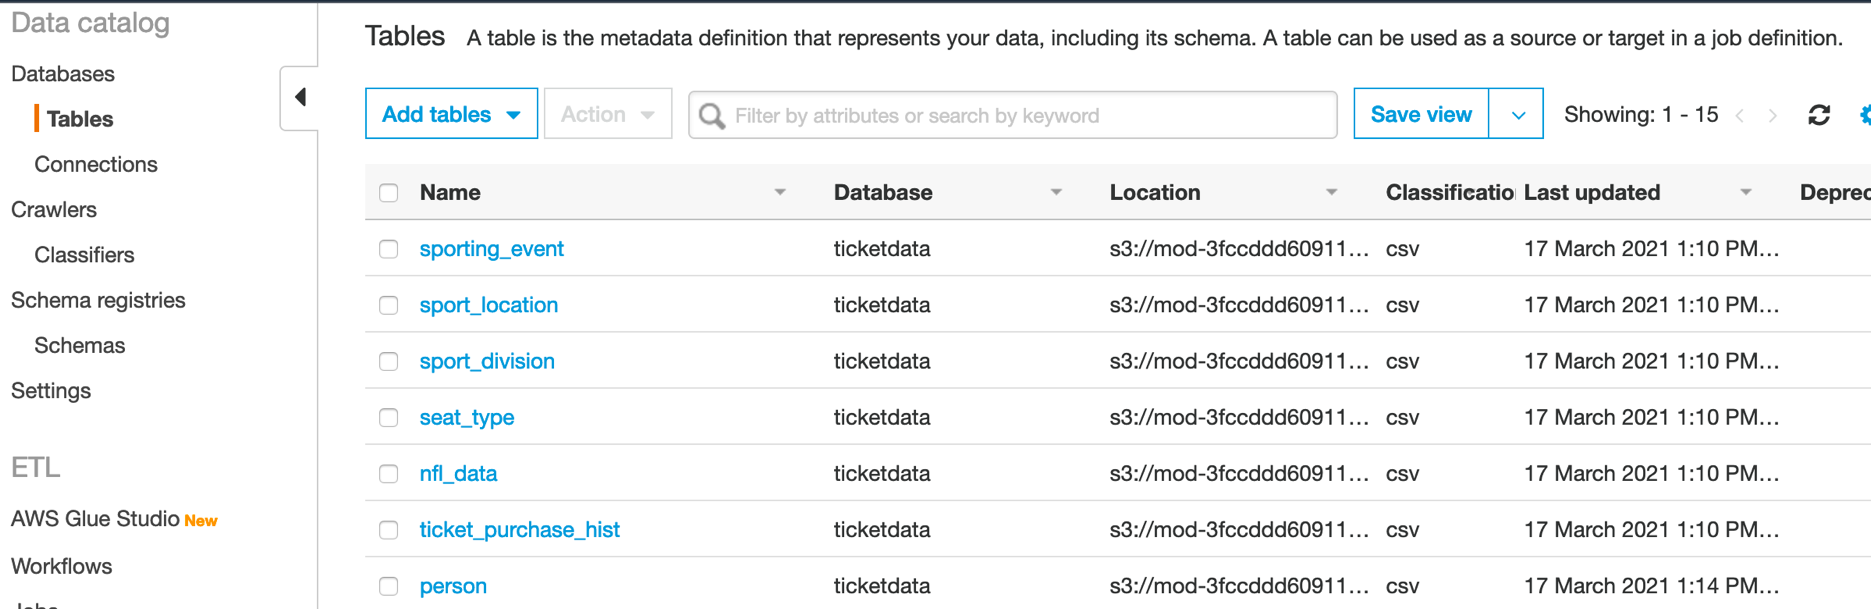 Data catalog
Databases
Tables
Connections
Crawlers
Classifiers
Schema registries
Schemas
Settings
ETL
AWS Glue Studio New
Workflows
Jobs
Tables A table is the metadata definition that represents your data, including its schema. A table can be used as a source or target in a job definition.
Add tables Action Filter by attributes or search by keyword Save view Showing: 1 - 15
Name Database Location Classificatio Last updated Deprec
sporting_event ticketdata s3://mod-3fccddd60911... csv 17 March 2021 1:10 PM...
sport_location ticketdata s3://mod-3fccddd60911... csv 17 March 2021 1:10 PM...
sport_division ticketdata s3://mod-3fccddd60911... csv 17 March 2021 1:10 PM...
seat_type ticketdata s3://mod-3fccddd60911... csv 17 March 2021 1:10 PM...
nfl_data ticketdata s3://mod-3fccddd60911... csv 17 March 2021 1:10 PM...
ticket_purchase_hist ticketdata s3://mod-3fccddd60911... csv 17 March 2021 1:10 PM...
person ticketdata s3://mod-3fccddd60911... csv 17 March 2021 1:14 PM...